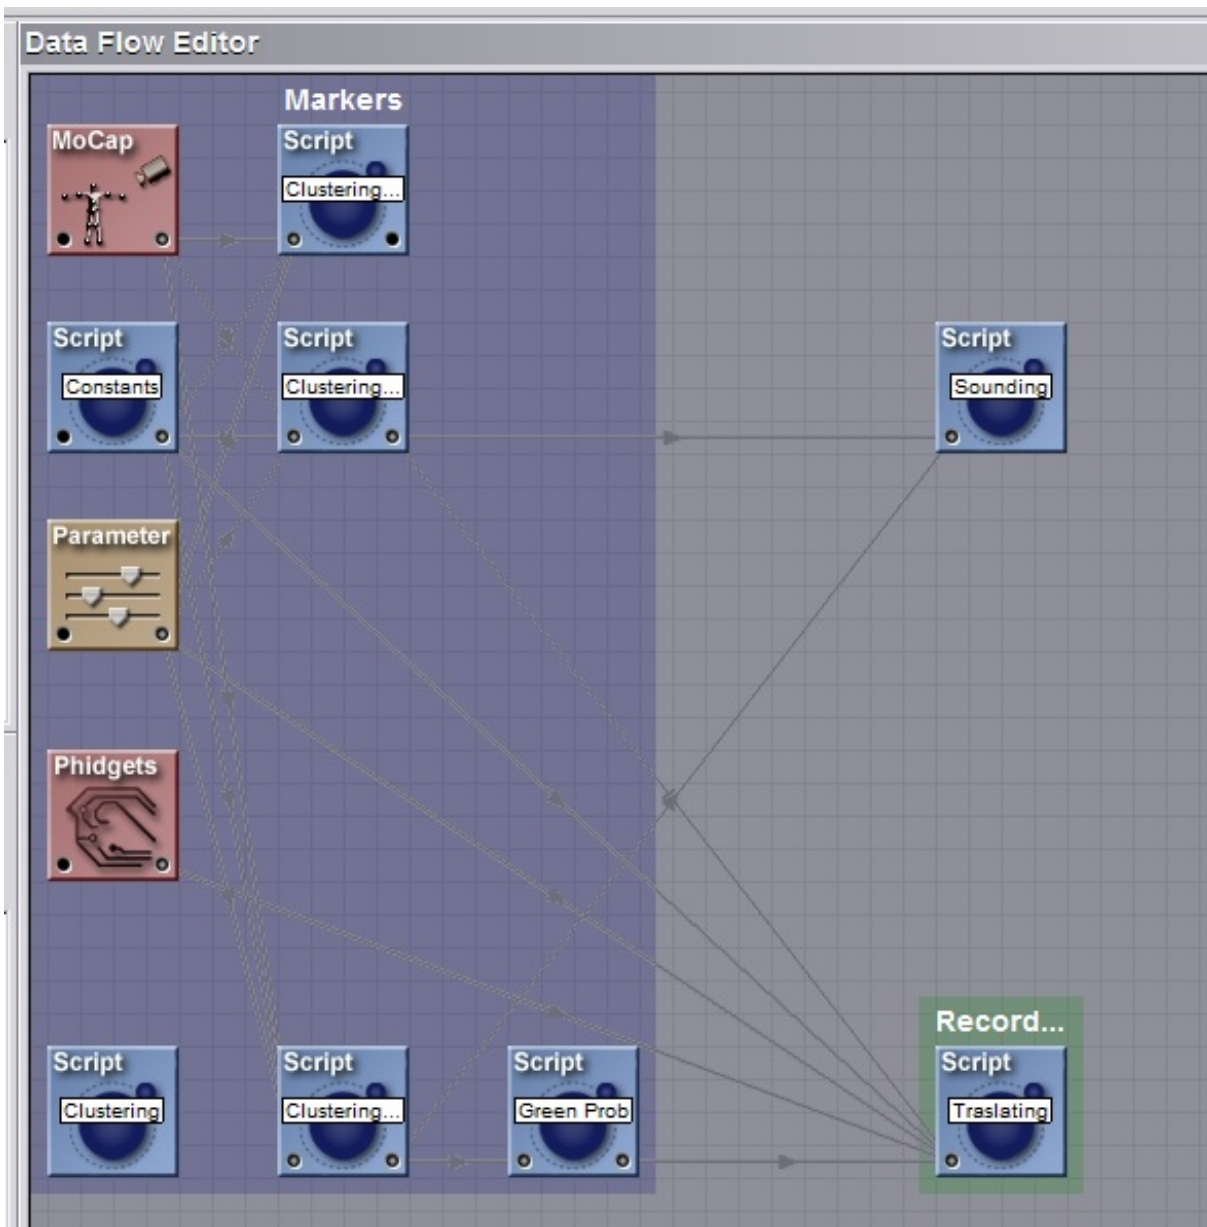 Data Flow Editor
Markers
MoCap
Script
Clustering...
Script
Constants
Script
Clustering...
Script
Sounding
Parameter
Phidgets
Record...
Script
Clustering
Script
Clustering...
Script
Green Prob
Script
Traslating